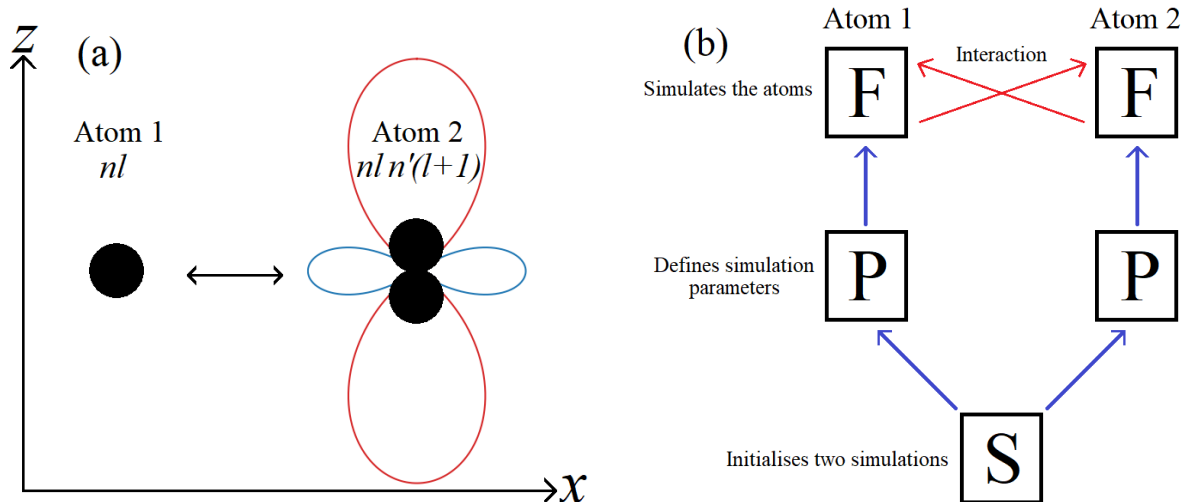 z
(a)
Atom 1
nl
Atom 2
nl n'(l+1)
x
(b)
Atom 1
Atom 2
Interaction
Simulates the atoms
F
F
Defines simulation
parameters
P
P
Initialises two simulations
S